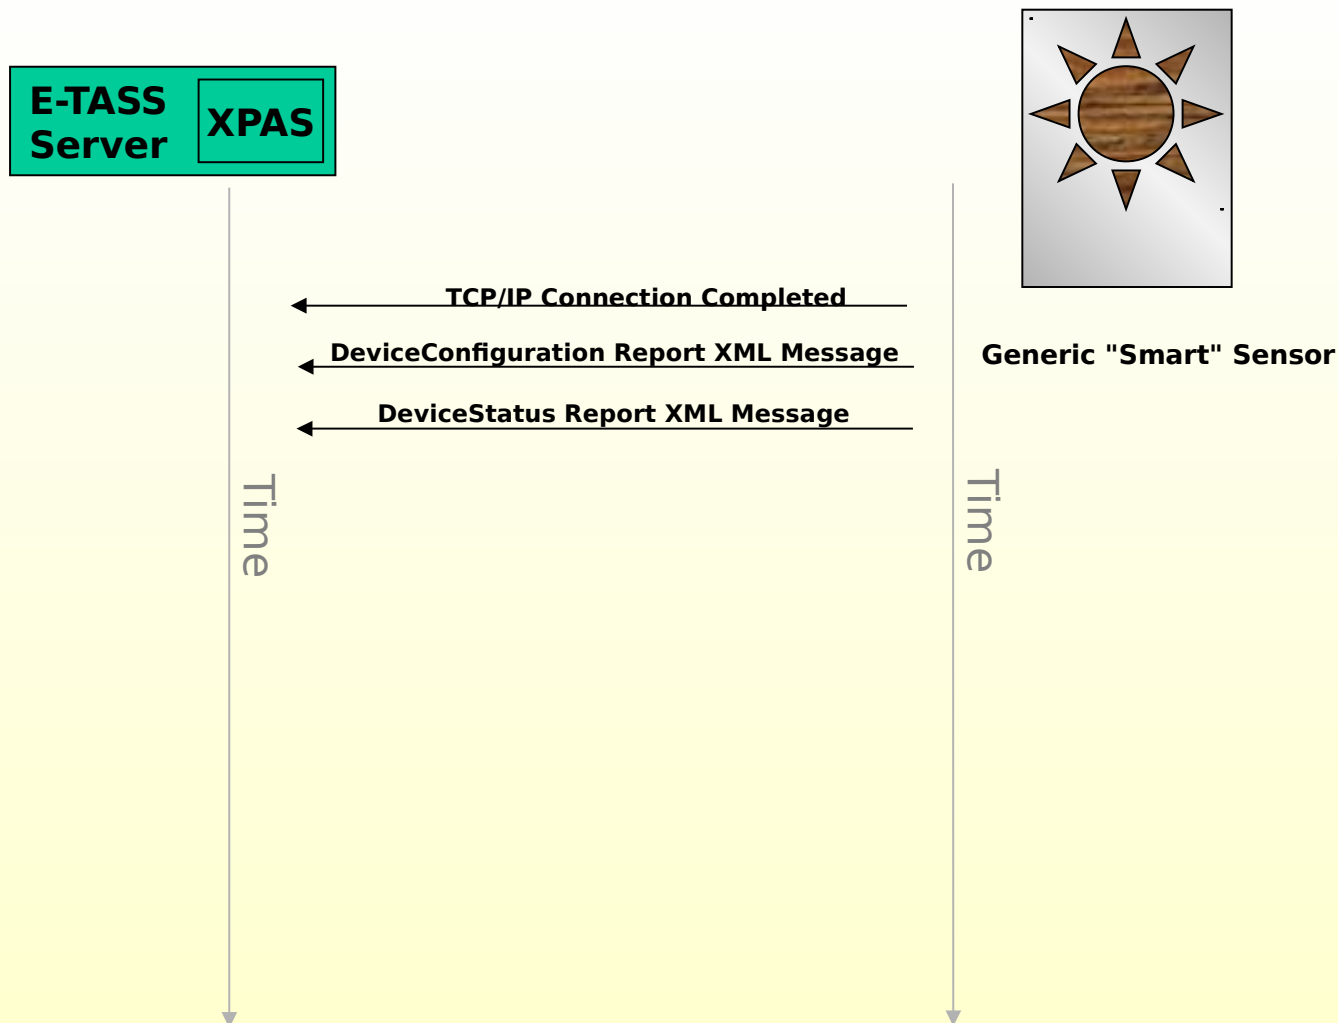 E-TASS
Server
XPAS
TCP/IP Connection Completed
DeviceConfiguration Report XML Message
Generic "Smart" Sensor
DeviceStatus Report XML Message
Time
Time